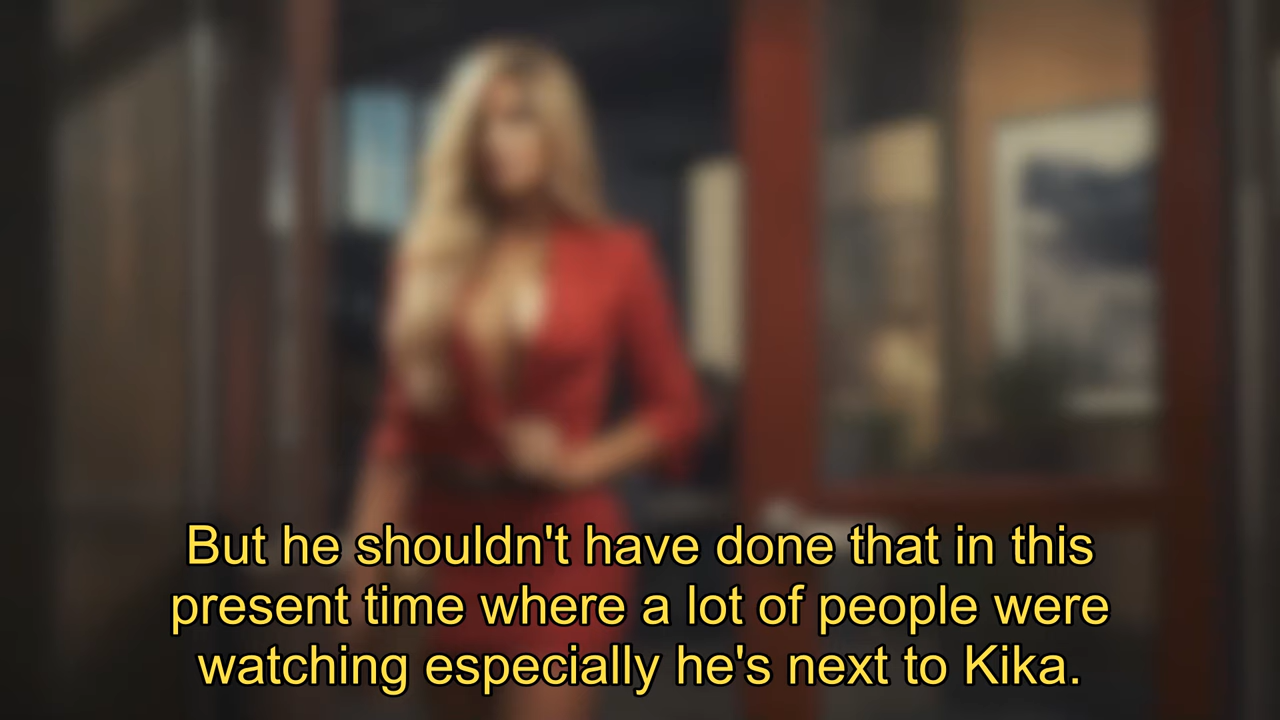 But he shouldn't have done that in this
present time where a lot of people were
watching especially he's next to Kika.